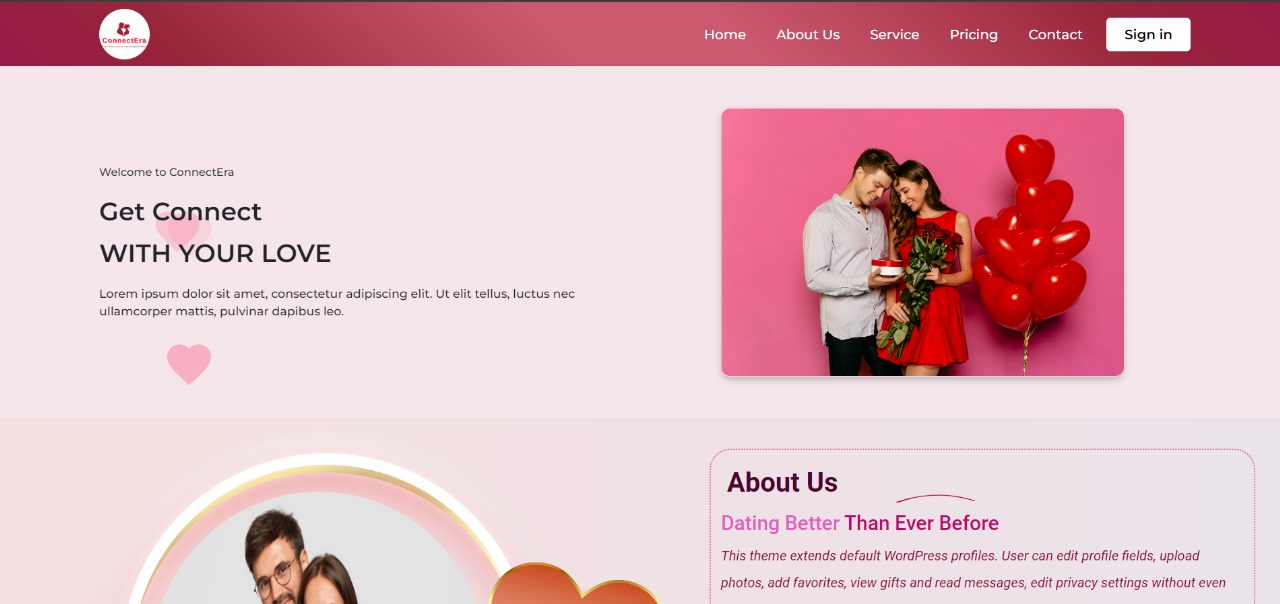 ConnectEra
Home
About Us
Service
Pricing
Contact
Sign in
Welcome to ConnectEra
Get Connect
WITH YOUR LOVE
Lorem ipsum dolor sit amet, consectetur adipiscing elit. Ut elit tellus, luctus nec
ullamcorper mattis, pulvinar dapibus leo.
About Us
Dating Better Than Ever Before
This theme extends default WordPress profiles. User can edit profile fields, upload
photos, add favorites, view gifts and read messages, edit privacy settings without even